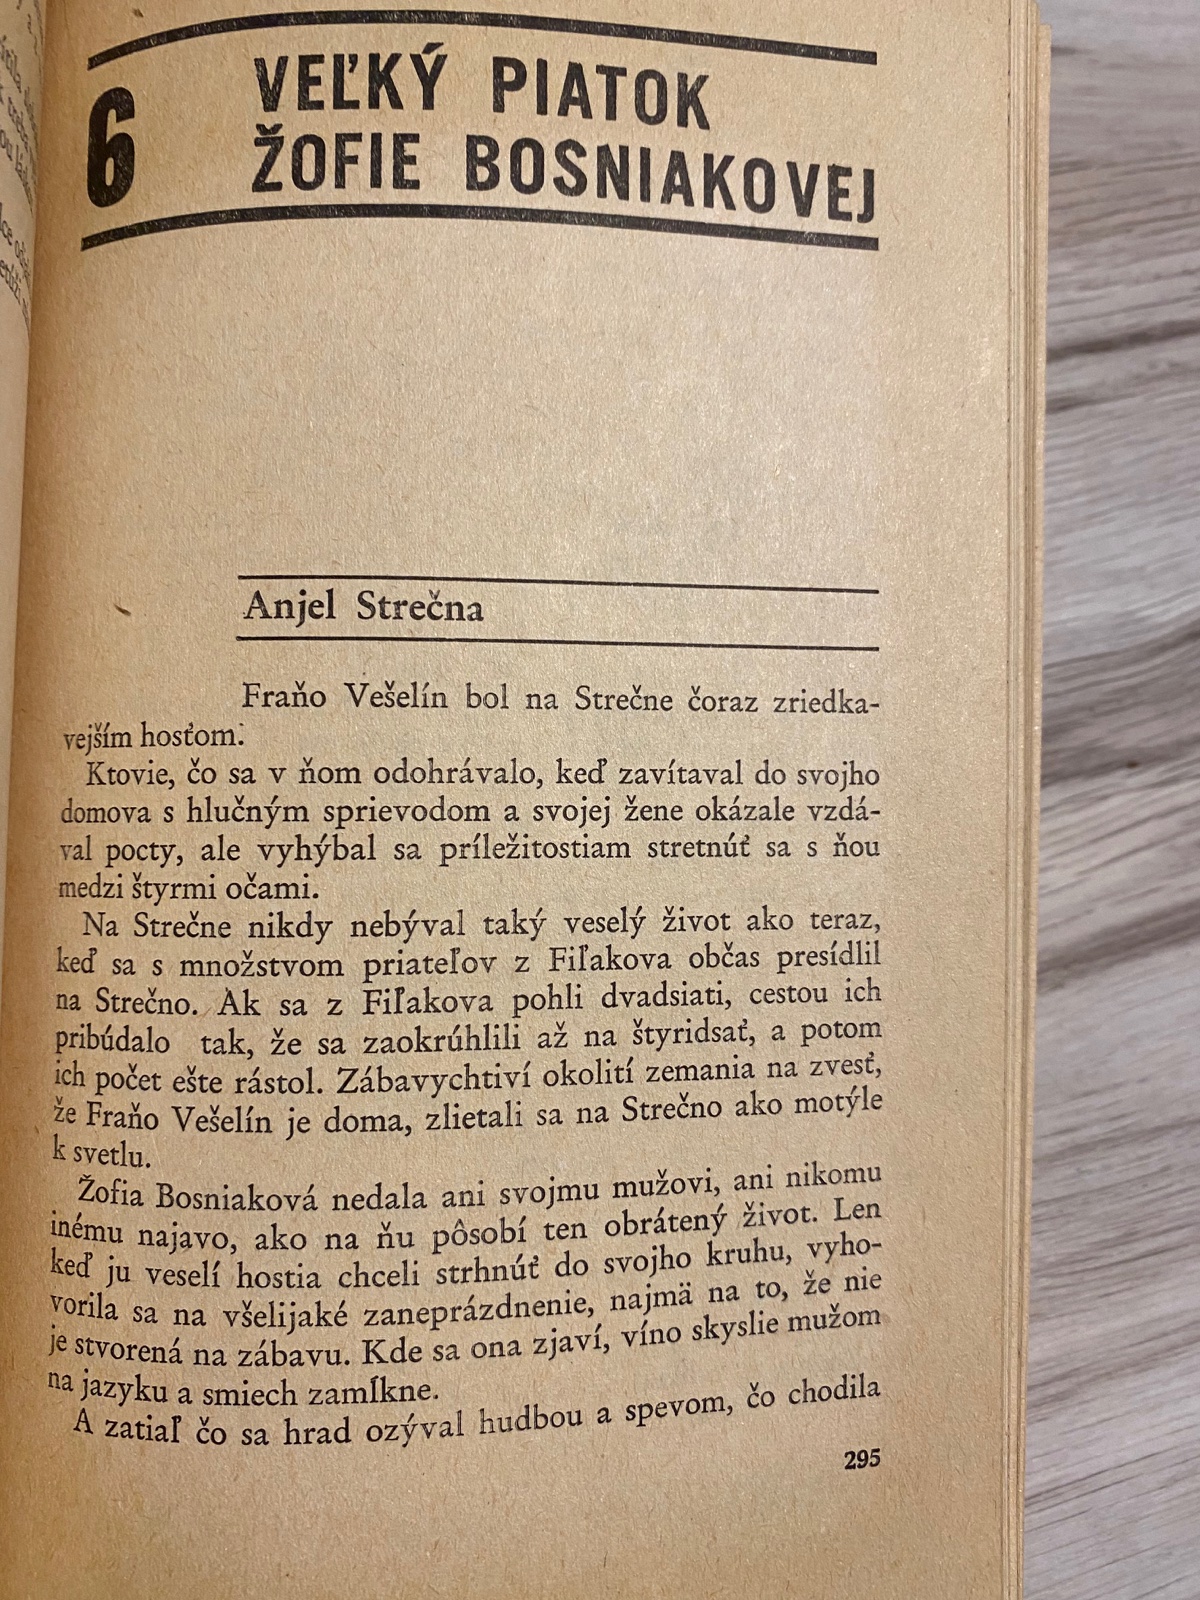 6
VEĽKÝ PIATOK
ŽOFIE BOSNIAKOVEJ
Anjel Strečna
Fraňo Vešelín bol na Strečne čoraz zriedka-
vejším hosťom.
Ktovie, čo sa v ňom odohrávalo, keď zavítaval do svojho
domova s hlučným sprievodom a svojej žene okázale vzdá-
val pocty, ale vyhýbal sa príležitostiam stretnúť sa s ňou
medzi štyrmi očami.
Na Strečne nikdy nebýval taký veselý život ako teraz,
keď sa s množstvom priateľov z Fiľakova občas presídlil
na Strečno. Ak sa z Fiľakova pohli dvadsiati, cestou ich
pribúdalo tak, že sa zaokrúhlili až na štyridsať, a potom
ich počet ešte rástol. Zábavychtiví okolití zemania na zvesť,
že Fraňo Vešelín je doma, zlietali sa na Strečno ako motýle
k svetlu.
Žofia Bosniaková nedala ani svojmu mužovi, ani nikomu
inému najavo, ako na ňu pôsobí ten obrátený život. Len
keď ju veselí hostia chceli strhnúť do svojho kruhu, vyho-
vorila sa na všelijaké zaneprázdnenie, najmä na to, že nie
je stvorená na zábavu. Kde sa ona zjaví, víno skyslie mužom
na jazyku a smiech zamĺkne.
A zatiaľ čo sa hrad ozýval hudbou a spevom, čo chodila
295